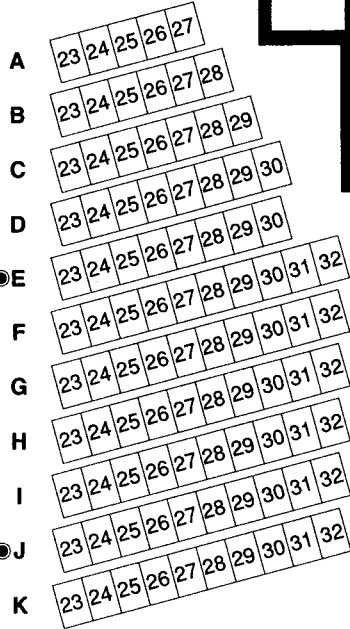 A 23 24 25 26 27
B 23 24 25 26 27 28
C 23 24 25 26 27 28 29
D 23 24 25 26 27 28 29 30
E 23 24 25 26 27 28 29 30
F 23 24 25 26 27 28 29 30 31 32
G 23 24 25 26 27 28 29 30 31 32
H 23 24 25 26 27 28 29 30 31 32
I 23 24 25 26 27 28 29 30 31 32
J 23 24 25 26 27 28 29 30 31 32
K 23 24 25 26 27 28 29 30 31 32